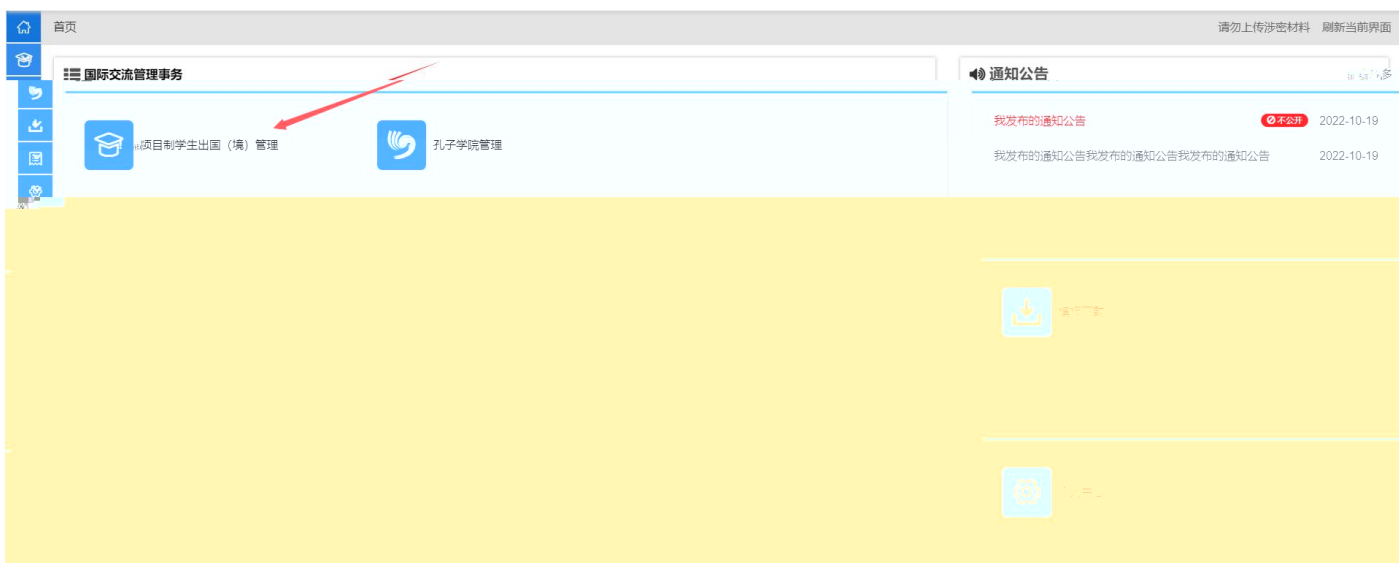 首页
请勿上传涉密材料 刷新当前界面
国际交流管理事务
通知公告
多
项目制学生出国（境）管理
孔子学院管理
我发布的通知公告 不公开 2022-10-19
我发布的通知公告我发布的通知公告我发布的通知公告 2022-10-19